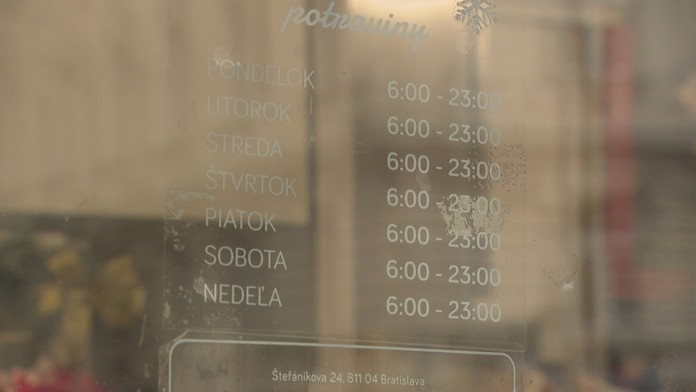 potraviny
PONDELOK 6:00 - 23:00
UTOROK 6:00 - 23:00
STREDA 6:00 - 23:00
ŠTVRTOK 6:00 - 23:00
PIATOK 6:00 - 23:00
SOBOTA 6:00 - 23:00
NEDEĽA 6:00 - 23:00
Štefánikova 24, 811 04 Bratislava